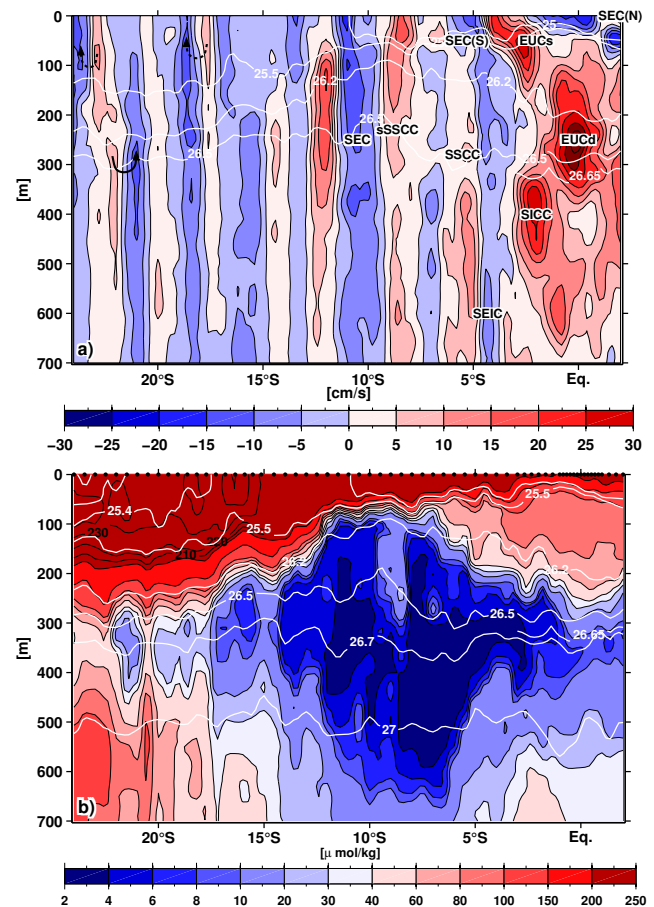 SEC(N)
0
25
SEC(S)
EUCs
100
25.5
26.2
26.2
200
26.5
sSSCC
SEC
EUCd
SSCC
26.5
300
26.65
[m]
400
SICC
500
600
SEIC
a)
700
20°S
15°S
10°S
5°S
Eq.
[cm/s]
−30 −25 −20 −15 −10 −5 0 5 10 15 20 25 30
0
25.4
25.5
100
230
25.5
210
200
26.2
26.2
26.5
300
26.5
26.65
[m]
26.7
400
500
27
600
b)
700
20°S
15°S
10°S
5°S
Eq.
[μ mol/kg]
2 4 6 8 10 20 30 40 50 60 80 100 150 200 250